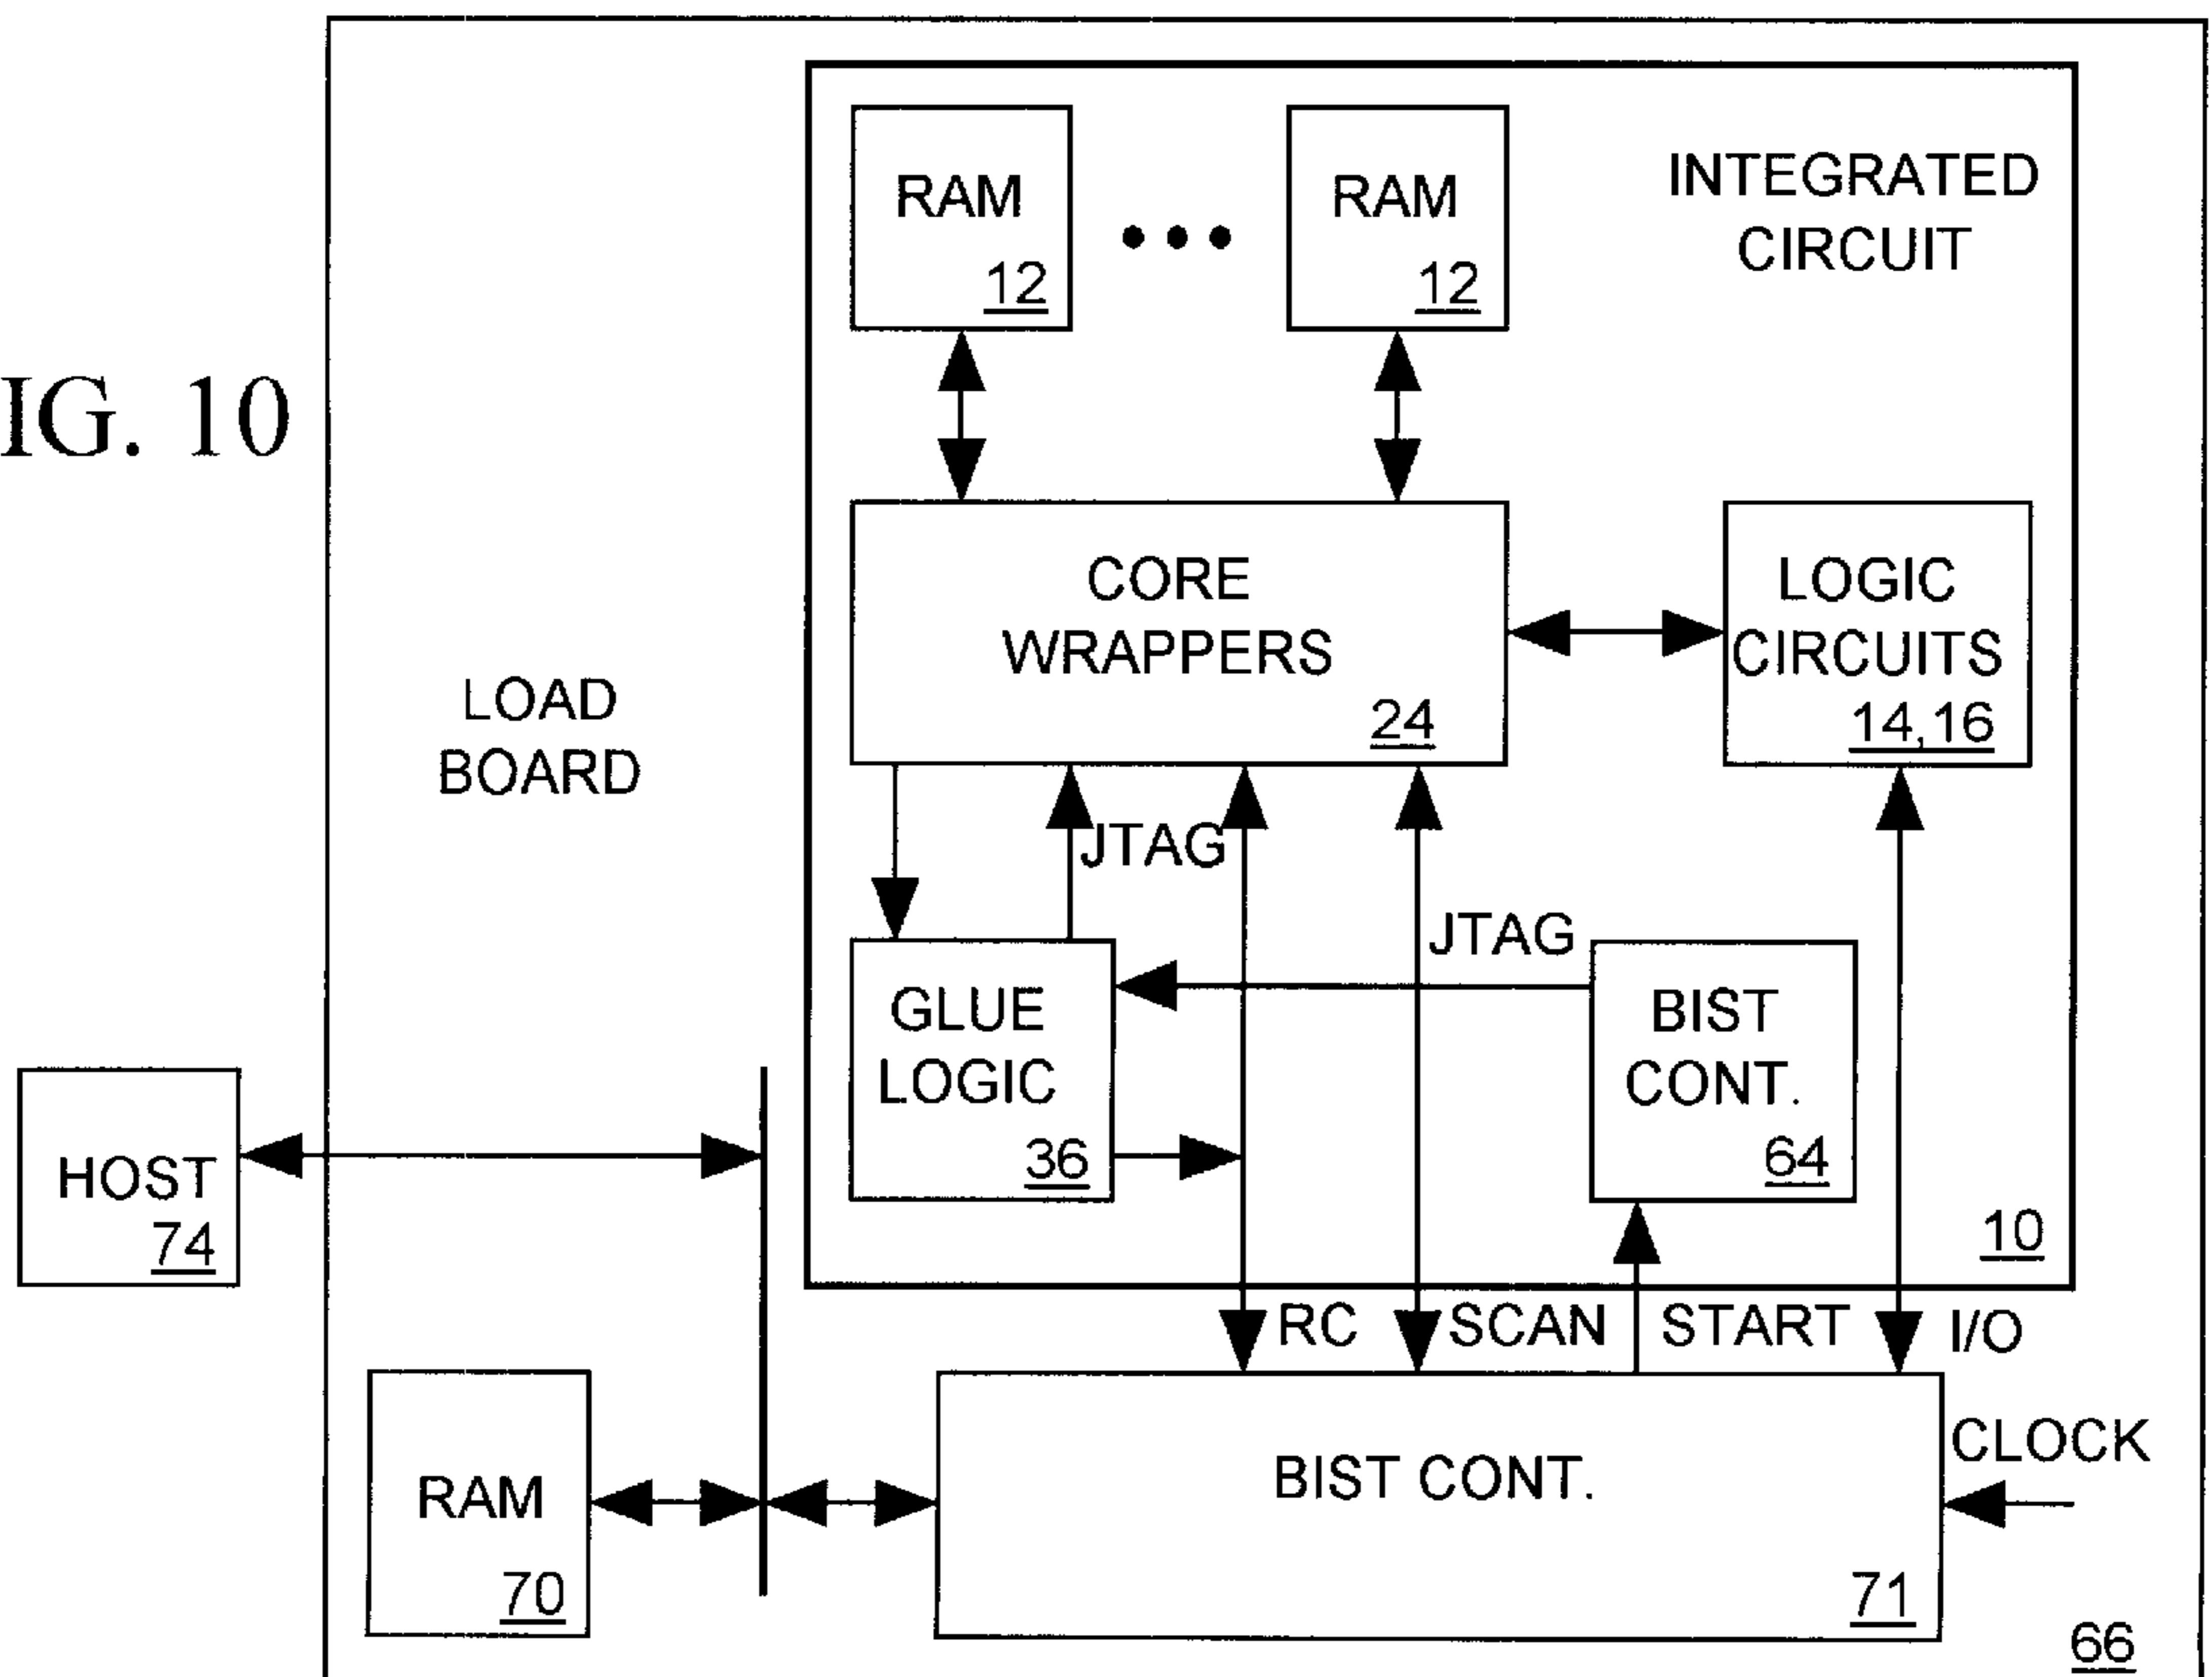 RAM
12
RAM
12
INTEGRATED
CIRCUIT
IG. 10
CORE
WRAPPERS
24
LOGIC
CIRCUITS
14,16
LOAD
BOARD
JTAG
JTAG
GLUE
LOGIC
36
BIST
CONT.
64
HOST
74
10
RC
SCAN
START
I/O
RAM
70
BIST CONT.
71
CLOCK
66